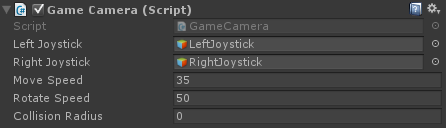 Game Camera (Script)
Script GameCamera
Left Joystick LeftJoystick
Right Joystick RightJoystick
Move Speed 35
Rotate Speed 50
Collision Radius 0